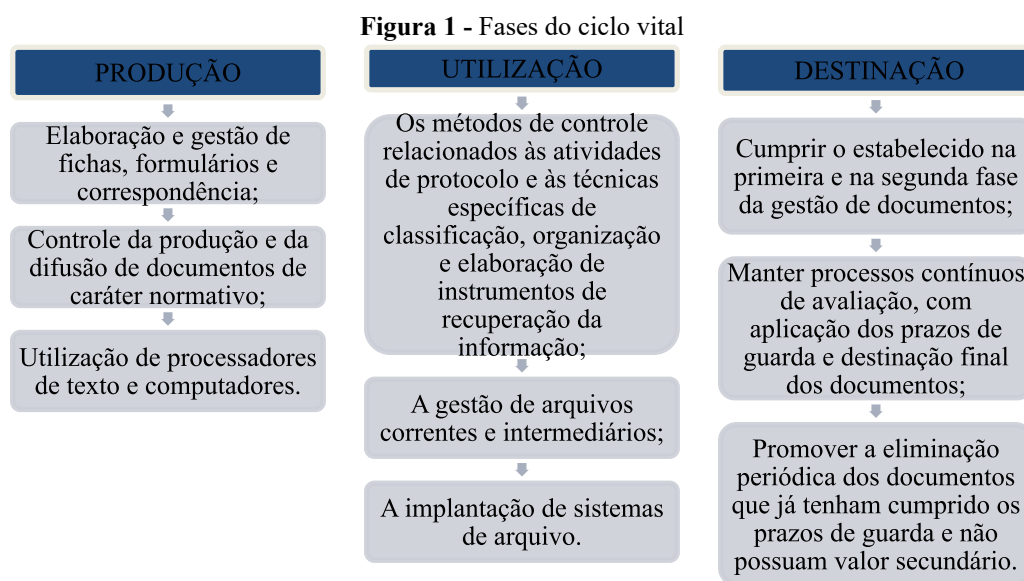 Figura 1 - Fases do ciclo vital
PRODUÇÃO
Elaboração e gestão de
fichas, formulários e
correspondência;
Controle da produção e da
difusão de documentos de
caráter normativo;
Utilização de processadores
de texto e computadores.
UTILIZAÇÃO
Os métodos de controle
relacionados às atividades
de protocolo e às técnicas
específicas de
classificação, organização
e elaboração de
instrumentos de
recuperação da
informação;
A gestão de arquivos
correntes e intermediários;
A implantação de sistemas
de arquivo.
DESTINAÇÃO
Cumprir o estabelecido na
primeira e na segunda fase
da gestão de documentos;
Manter processos contínuos
de avaliação, com
aplicação dos prazos de
guarda e destinação final
dos documentos;
Promover a eliminação
periódica dos documentos
que já tenham cumprido os
prazos de guarda e não
possuam valor secundário.